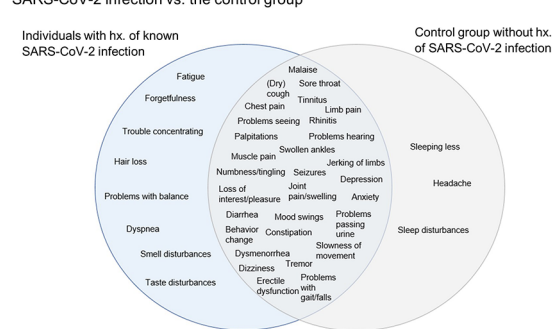 SARS-CoV-2 infection vs. the control group
Individuals with hx. of known
SARS-CoV-2 infection
Control group without hx.
of SARS-CoV-2 infection
Fatigue
Forgetfulness
Trouble concentrating
Hair loss
Problems with balance
Dyspnea
Smell disturbances
Taste disturbances
Malaise
(Dry)
cough
Sore throat
Tinnitus
Chest pain
Limb pain
Problems seeing
Rhinitis
Palpitations
Problems hearing
Swollen ankles
Muscle pain
Jerking of limbs
Numbness/tingling
Seizures
Depression
Loss of
interest/pleasure
Joint
pain/swelling
Anxiety
Diarrhea
Mood swings
Problems
passing
urine
Behavior
change
Constipation
Slowness of
movement
Dysmenorrhea
Tremor
Dizziness
Erectile
dysfunction
Problems
with
gait/falls
Sleeping less
Headache
Sleep disturbances